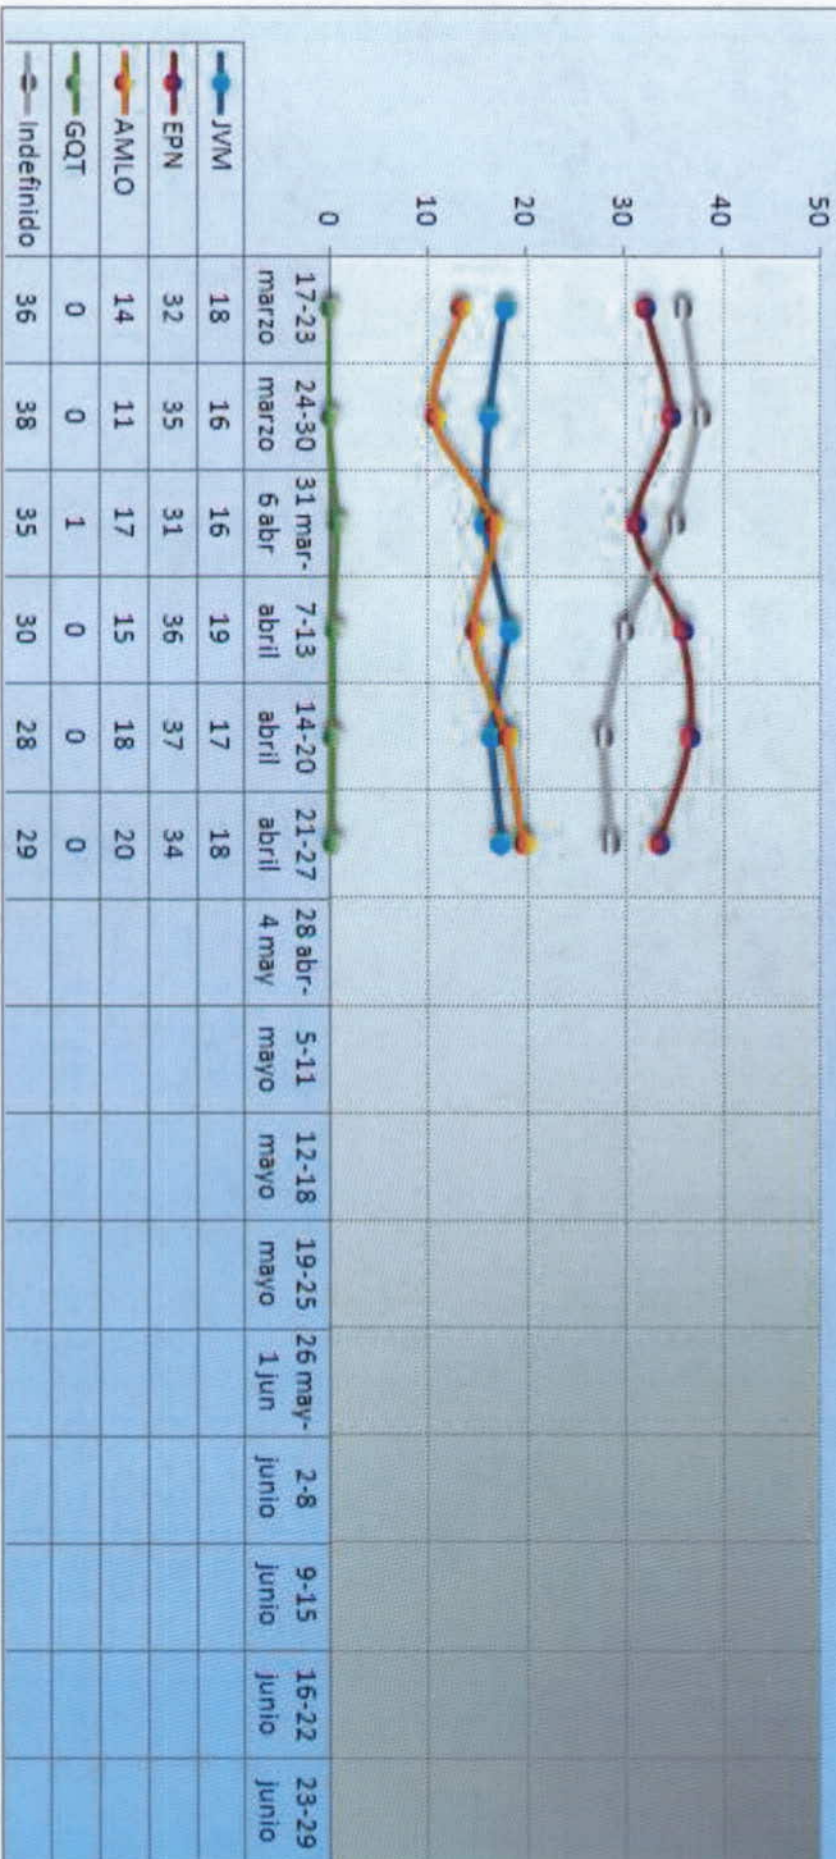 50
40
30
20
10
0
17-23 marzo 24-30 marzo 31 mar- 6 abr 7-13 abril 14-20 abril 21-27 abril 28 abr- 4 may 5-11 mayo 12-18 mayo 19-25 mayo 26 may- 1 jun 2-8 junio 9-15 junio 16-22 junio 23-29 junio
JVM 18 16 16 19 17 18
EPN 32 35 31 36 37 34
AMLO 14 11 17 15 18 20
GQT 0 0 1 0 0 0
Indefinido 36 38 35 30 28 29